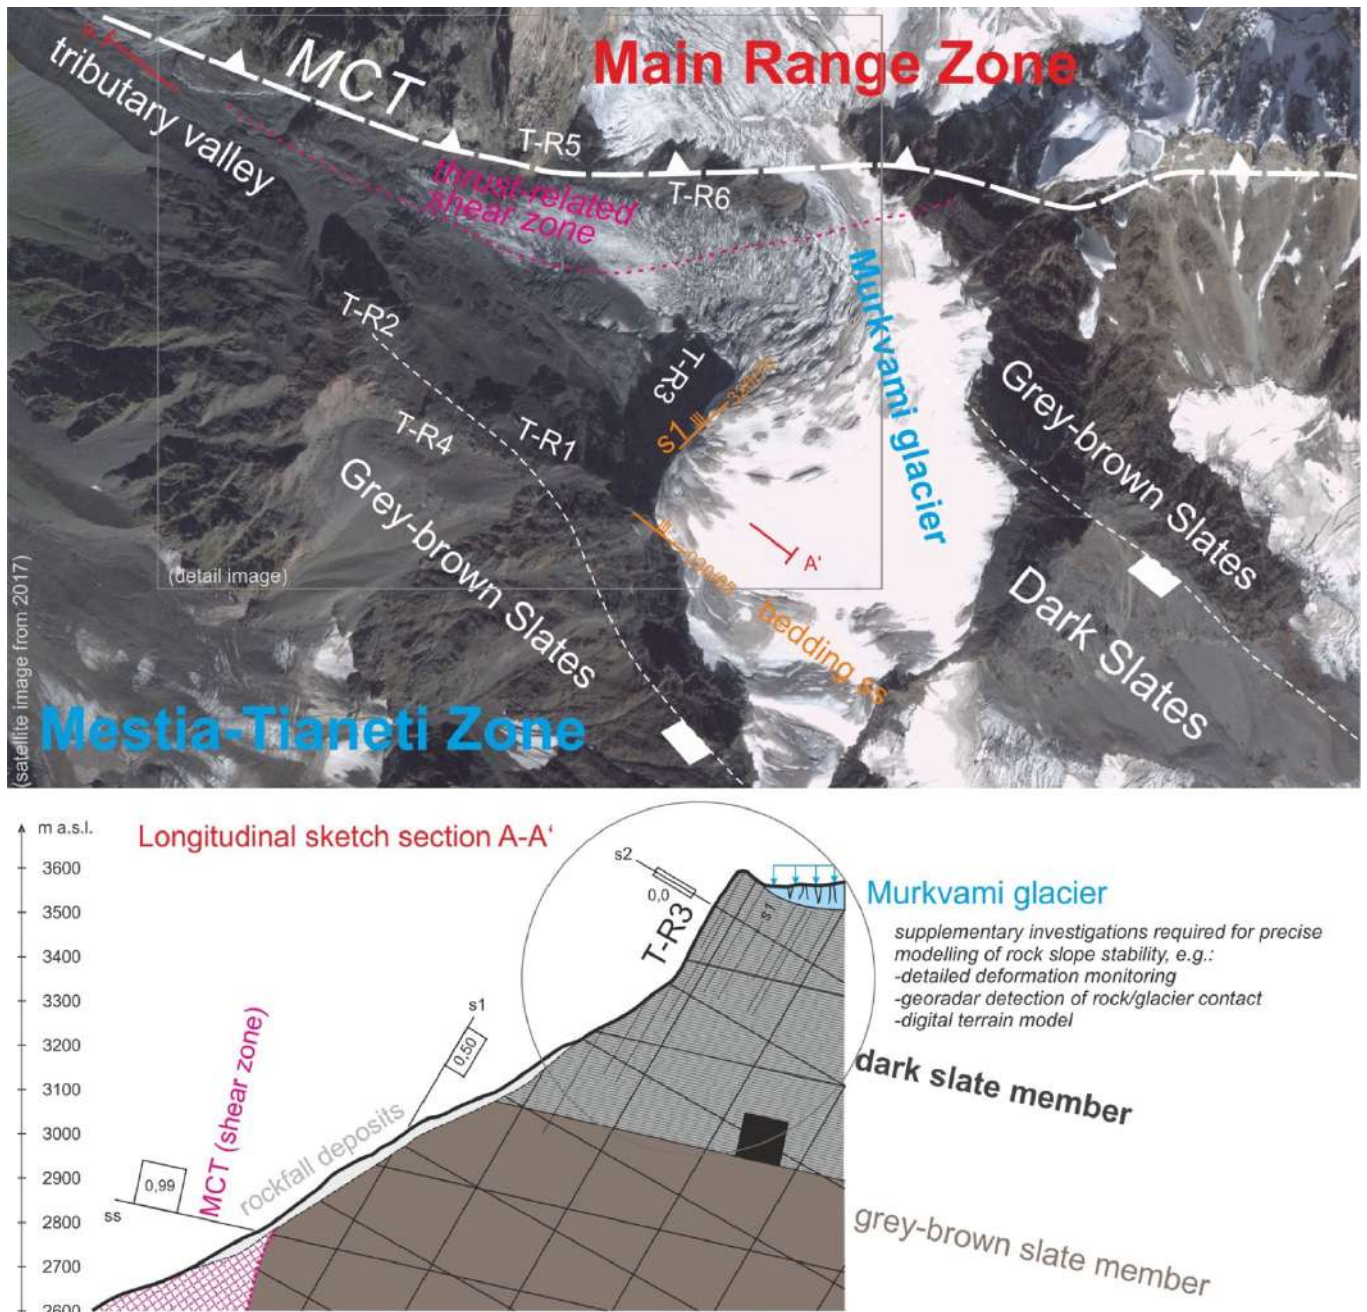 Main Range Zone
MCT
tributary valley
T-R5
thrust-related
shear zone
T-R6
Murkvami glacier
T-R2
T-R3
s1
T-R1
T-R4
Grey-brown Slates
Grey-brown Slates
Dark Slates
A'
bedding ss
(detail image)
(satellite image from 2017)
Mestia-Tianeti Zone
m a.s.l.
Longitudinal sketch section A-A'
3600
3500
3400
3300
3200
3100
3000
2900
2800
2700
2600
s2
0,0
T-R3
s1
Murkvami glacier
supplementary investigations required for precise
modelling of rock slope stability, e.g.:
-detailed deformation monitoring
-georadar detection of rock/glacier contact
-digital terrain model
s1
0,50
MCT (shear zone)
rockfall deposits
0,99
ss
dark slate member
grey-brown slate member